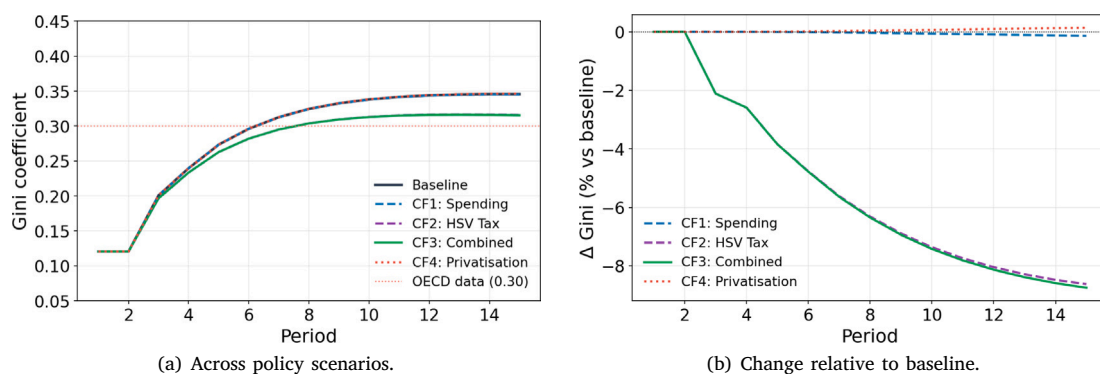 0.45
0.40
0.35
0.30
0.25
0.20
0.15
0.10
0.05
Gini coefficient
Baseline
CF1: Spending
CF2: HSV Tax
CF3: Combined
CF4: Privatisation
OECD data (0.30)
2 4 6 8 10 12 14
Period
(a) Across policy scenarios.
0
−2
−4
−6
−8
Δ Gini (% vs baseline)
CF1: Spending
CF2: HSV Tax
CF3: Combined
CF4: Privatisation
2 4 6 8 10 12 14
Period
(b) Change relative to baseline.